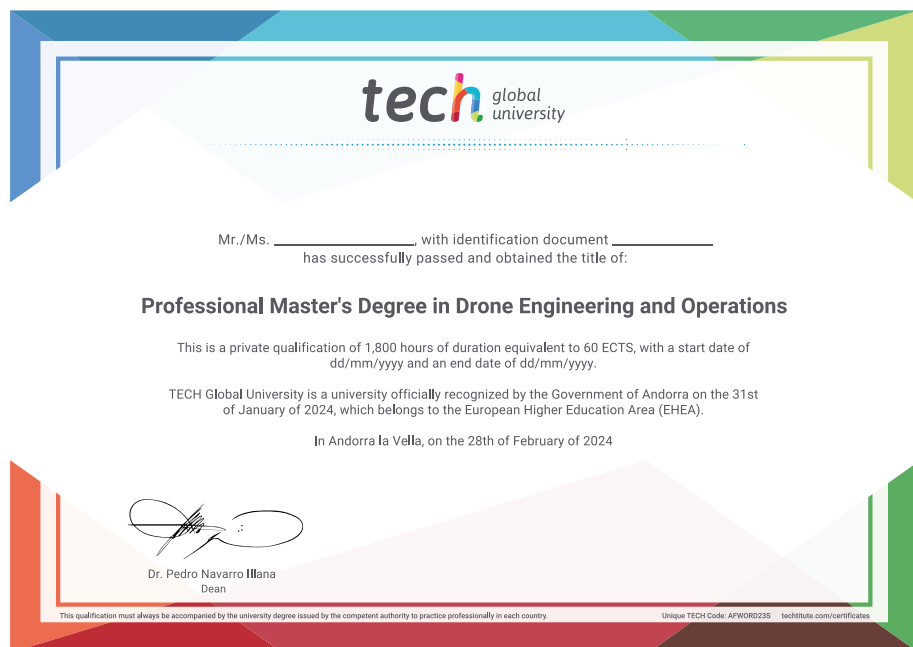 tech global university
Mr./Ms. ______________, with identification document __________
has successfully passed and obtained the title of:
Professional Master's Degree in Drone Engineering and Operations
This is a private qualification of 1,800 hours of duration equivalent to 60 ECTS, with a start date of
dd/mm/yyyy and an end date of dd/mm/yyyy.
TECH Global University is a university officially recognized by the Government of Andorra on the 31st
of January of 2024, which belongs to the European Higher Education Area (EHEA).
In Andorra la Vella, on the 28th of February of 2024
Dr. Pedro Navarro Illana
Dean
This qualification must always be accompanied by the university degree issued by the competent authority to practice professionally in each country.
Unique TECH Code: AFWORD23S techtitute.com/certificates